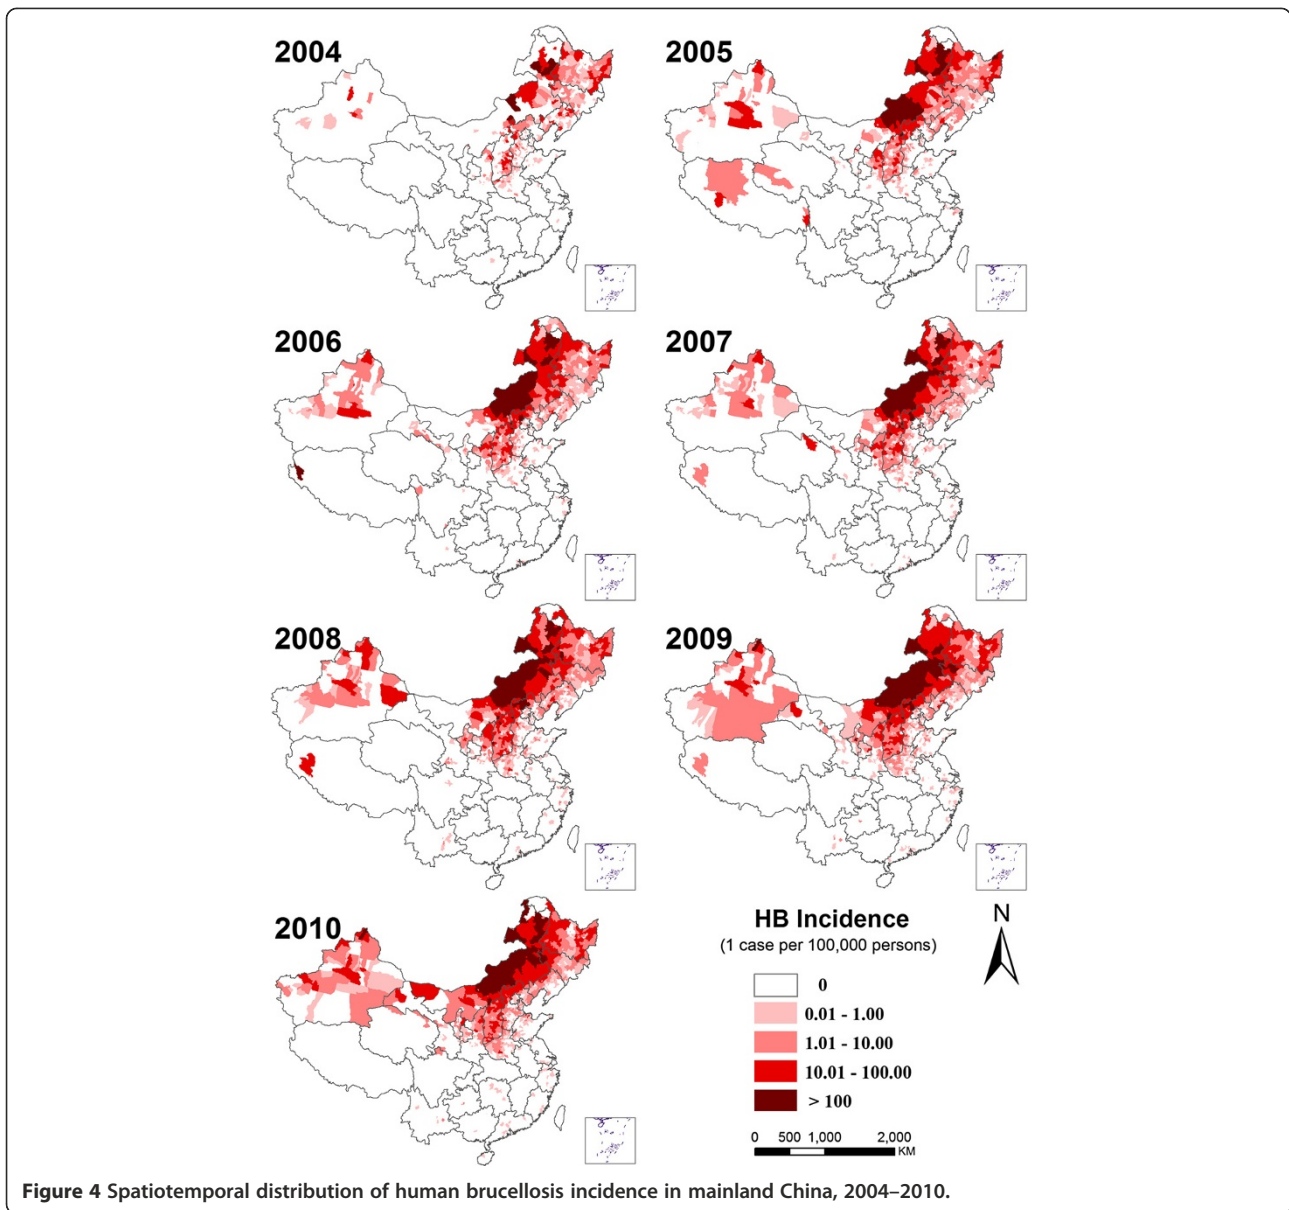 2004
2005
2006
2007
2008
2009
2010
HB Incidence
(1 case per 100,000 persons)
0
0.01 - 1.00
1.01 - 10.00
10.01 - 100.00
> 100
N
0 500 1,000 2,000
KM
Figure 4 Spatiotemporal distribution of human brucellosis incidence in mainland China, 2004–2010.